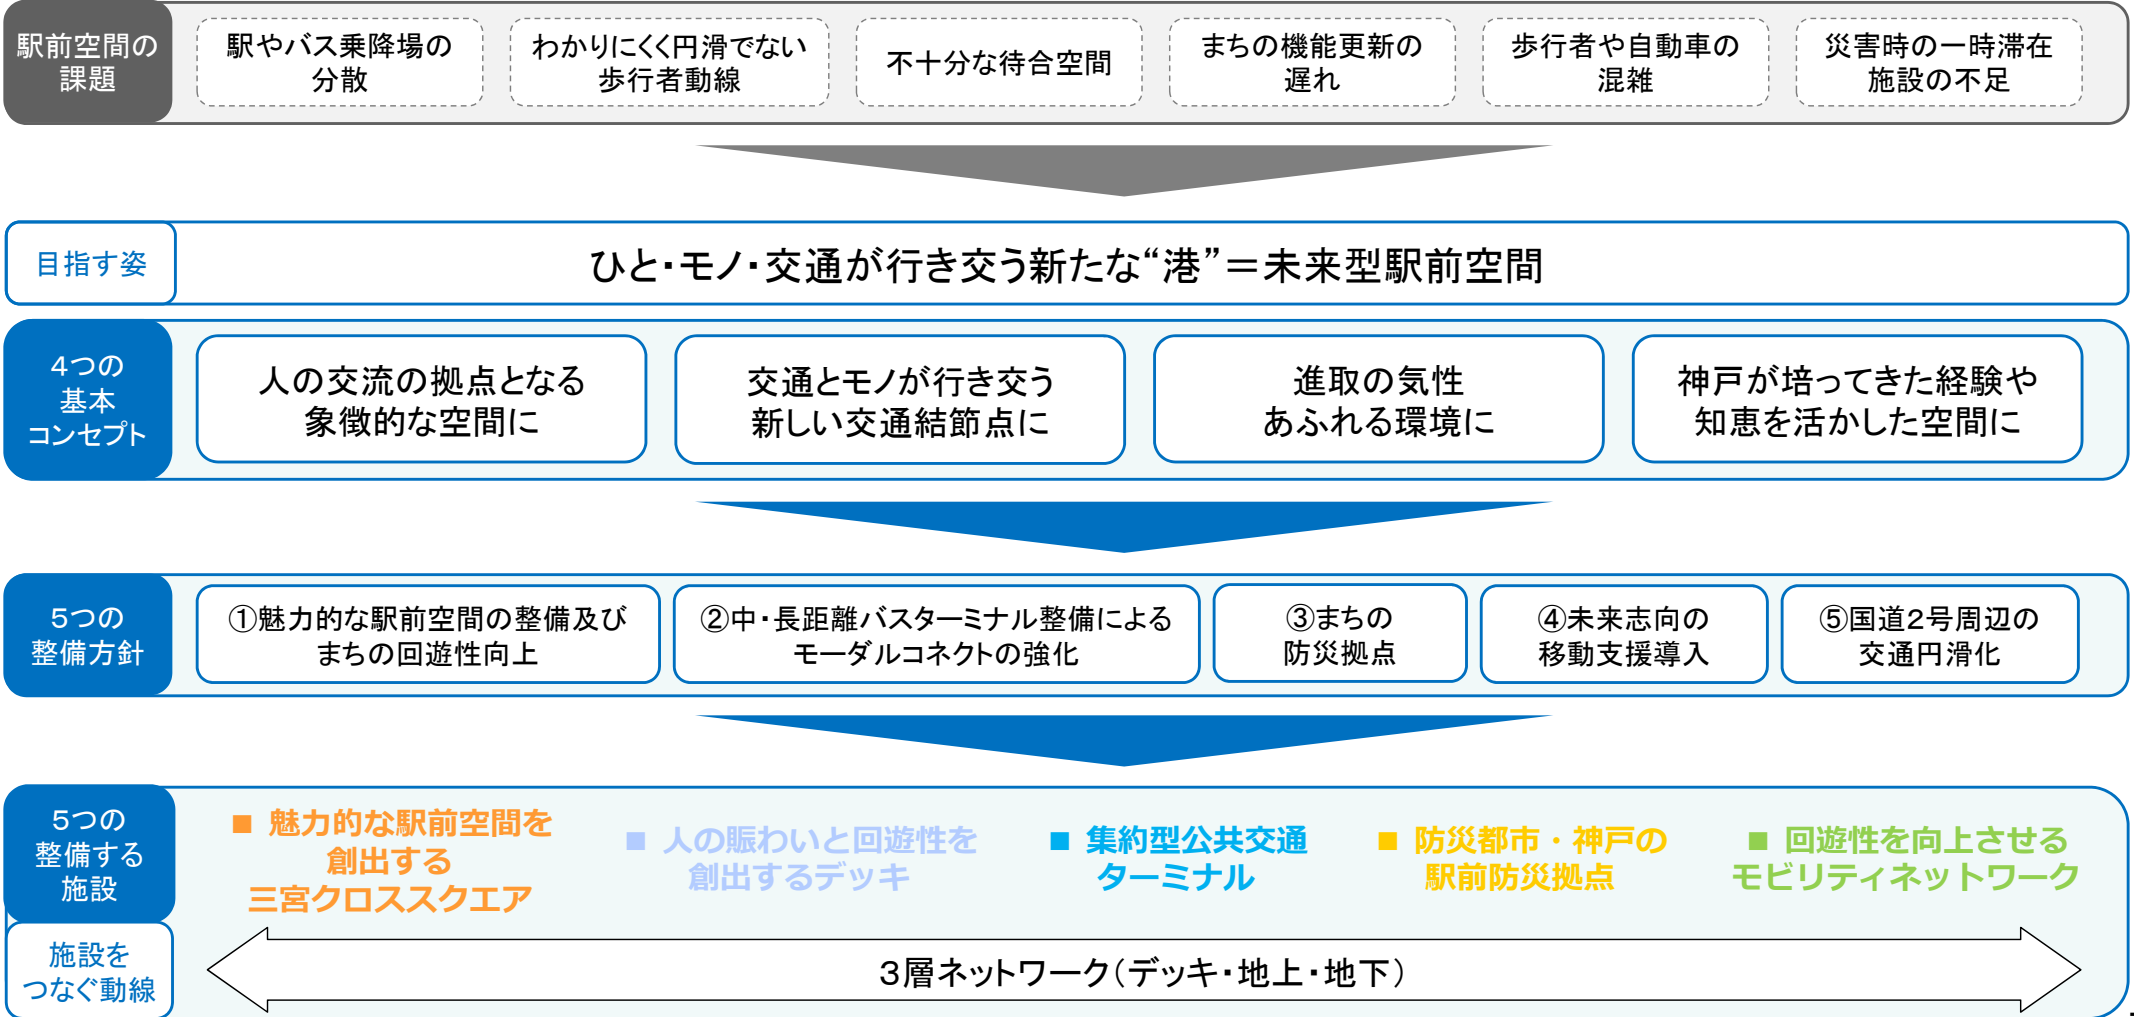 駅前空間の
課題
駅やバス乗降場の
分散
わかりにくく円滑でない
歩行者動線
不十分な待合空間
まちの機能更新の
遅れ
歩行者や自動車の
混雑
災害時の一時滞在
施設の不足
目指す姿
ひと・モノ・交通が行き交う新たな“港”＝未来型駅前空間
４つの
基本
コンセプト
人の交流の拠点となる
象徴的な空間に
交通とモノが行き交う
新しい交通結節点に
進取の気性
あふれる環境に
神戸が培ってきた経験や
知恵を活かした空間に
５つの
整備方針
①魅力的な駅前空間の整備及び
まちの回遊性向上
②中・長距離バスターミナル整備による
モーダルコネクトの強化
③まちの
防災拠点
④未来志向の
移動支援導入
⑤国道２号周辺の
交通円滑化
５つの
整備する
施設
■ 魅力的な駅前空間を
創出する
三宮クロススクエア
■ 人の賑わいと回遊性を
創出するデッキ
■ 集約型公共交通
ターミナル
■ 防災都市・神戸の
駅前防災拠点
■ 回遊性を向上させる
モビリティネットワーク
施設を
つなぐ動線
３層ネットワーク（デッキ・地上・地下）